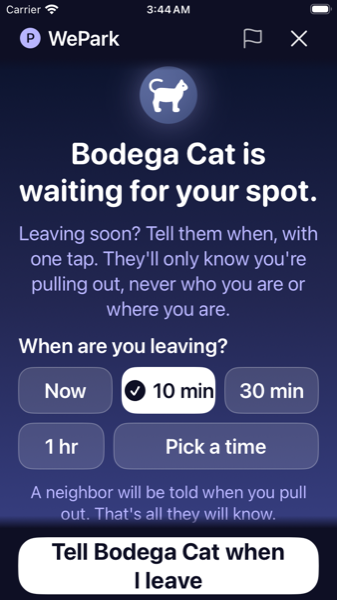 Carrier 3:44 AM
P WePark
Bodega Cat is
waiting for your spot.
Leaving soon? Tell them when, with
one tap. They'll only know you're
pulling out, never who you are or
where you are.
When are you leaving?
Now 10 min 30 min
1 hr Pick a time
A neighbor will be told when you pull
out. That's all they will know.
Tell Bodega Cat when
I leave